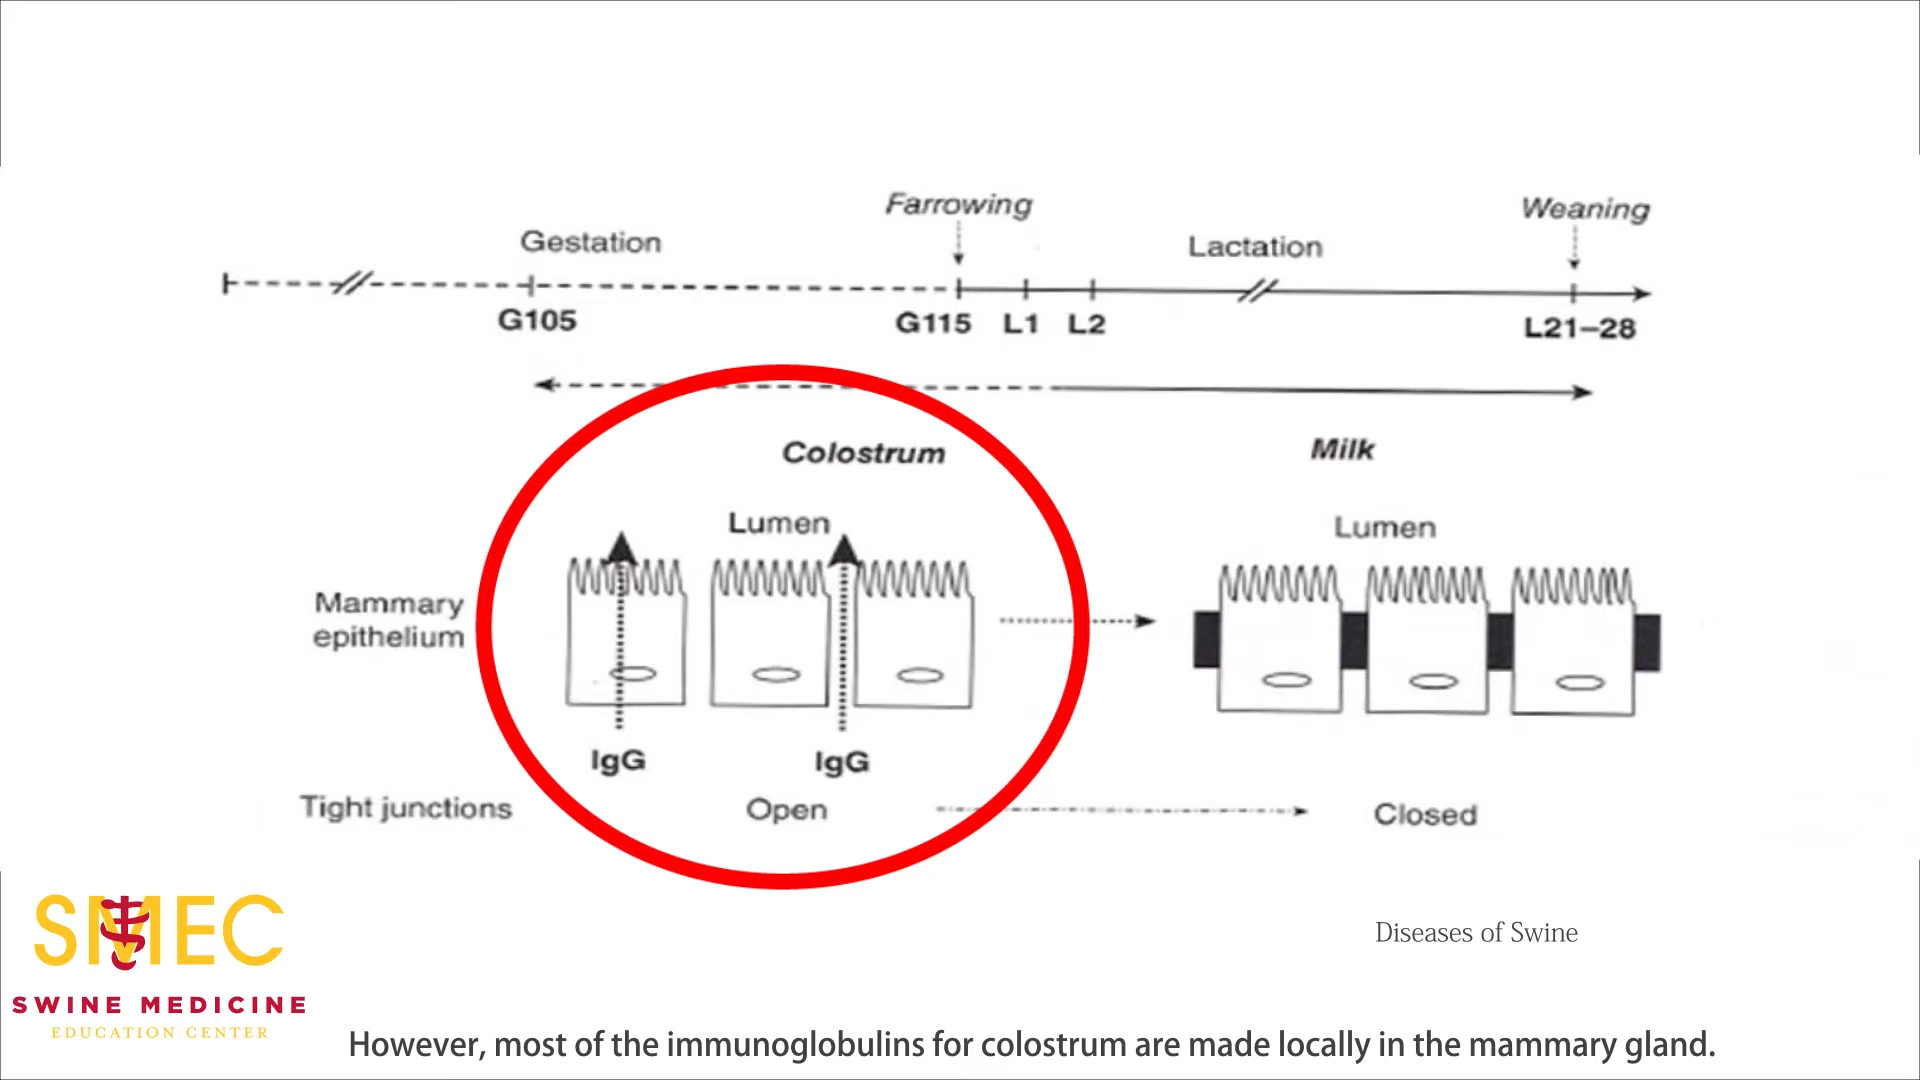 Farrowing
Weaning
Gestation
Lactation
G105
G115 L1 L2
L21–28
Colostrum
Milk
Lumen
Lumen
Mammary
epithelium
IgG
IgG
Tight junctions
Open
Closed
SMEC
SWINE MEDICINE
EDUCATION CENTER
Diseases of Swine
However, most of the immunoglobulins for colostrum are made locally in the mammary gland.